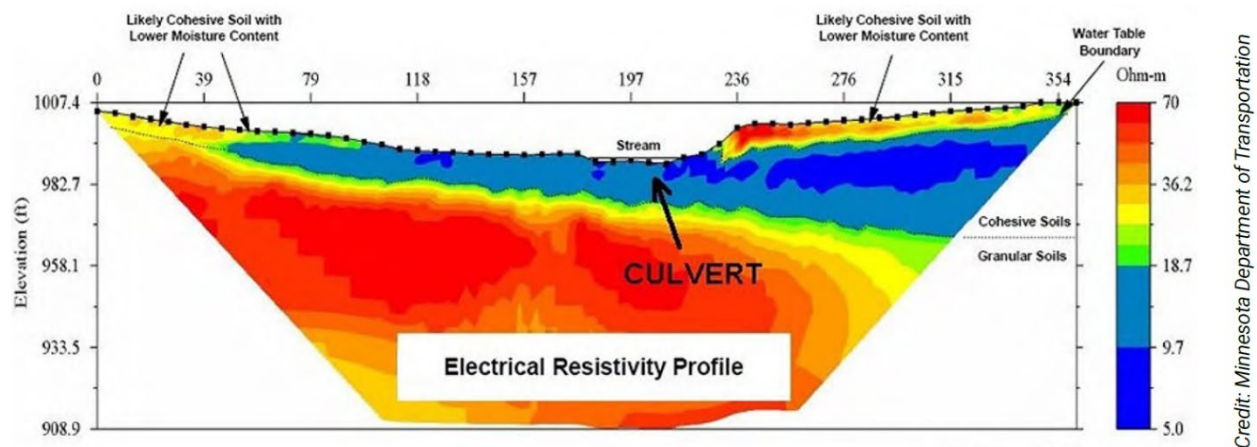 Likely Cohesive Soil with
Lower Moisture Content
Likely Cohesive Soil with
Lower Moisture Content
Water Table
Boundary
0 39 79 118 157 197 236 276 315 354 Ohm-m
1007.4
982.7
958.1
933.5
908.9
Elevation (ft)
Stream
CULVERT
Cohesive Soils
Granular Soils
Electrical Resistivity Profile
70
36.2
18.7
9.7
5.0
Credit: Minnesota Department of Transportation